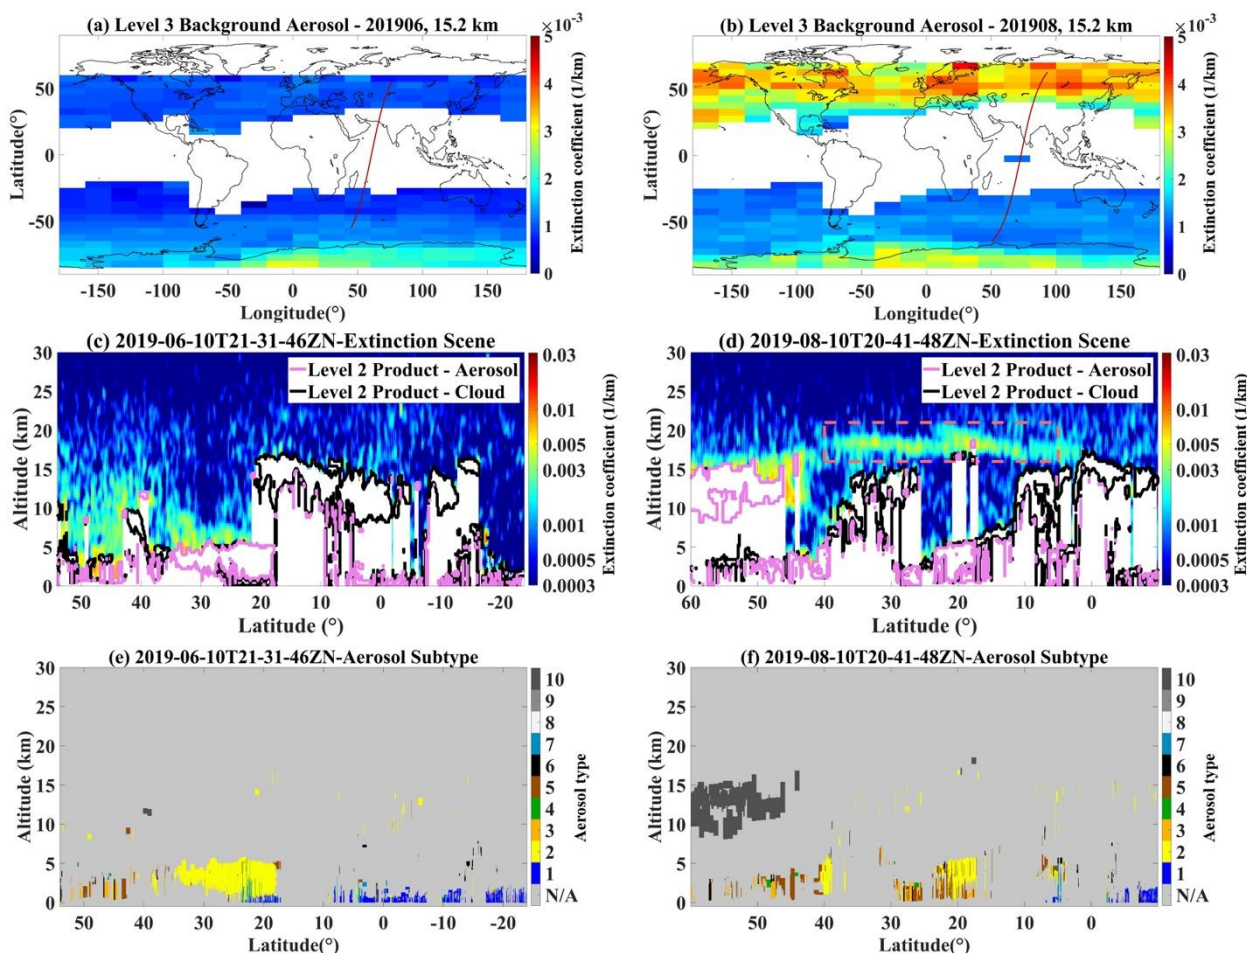 (a) Level 3 Background Aerosol - 201906, 15.2 km
×10⁻³
5
4
3
2
1
0
Extinction coefficient (1/km)
50
0
-50
Latitude(°)
-150 -100 -50 0 50 100 150
Longitude(°)
(b) Level 3 Background Aerosol - 201908, 15.2 km
×10⁻³
5
4
3
2
1
0
Extinction coefficient (1/km)
50
0
-50
Latitude(°)
-150 -100 -50 0 50 100 150
Longitude(°)
(c) 2019-06-10T21-31-46ZN-Extinction Scene
Level 2 Product - Aerosol
Level 2 Product - Cloud
30
25
20
15
10
5
0
Altitude (km)
50 40 30 20 10 0 -10 -20
Latitude (°)
0.03
0.01
0.005
0.003
0.001
0.0005
0.0003
Extinction coefficient (1/km)
(d) 2019-08-10T20-41-48ZN-Extinction Scene
Level 2 Product - Aerosol
Level 2 Product - Cloud
30
25
20
15
10
5
0
Altitude (km)
60 50 40 30 20 10 0
Latitude (°)
0.03
0.01
0.005
0.003
0.001
0.0005
0.0003
Extinction coefficient (1/km)
(e) 2019-06-10T21-31-46ZN-Aerosol Subtype
30
25
20
15
10
5
0
Altitude (km)
50 40 30 20 10 0 -10 -20
Latitude(°)
10
9
8
7
6
5
4
3
2
1
N/A
Aerosol type
(f) 2019-08-10T20-41-48ZN-Aerosol Subtype
30
25
20
15
10
5
0
Altitude (km)
50 40 30 20 10 0
Latitude(°)
10
9
8
7
6
5
4
3
2
1
N/A
Aerosol type